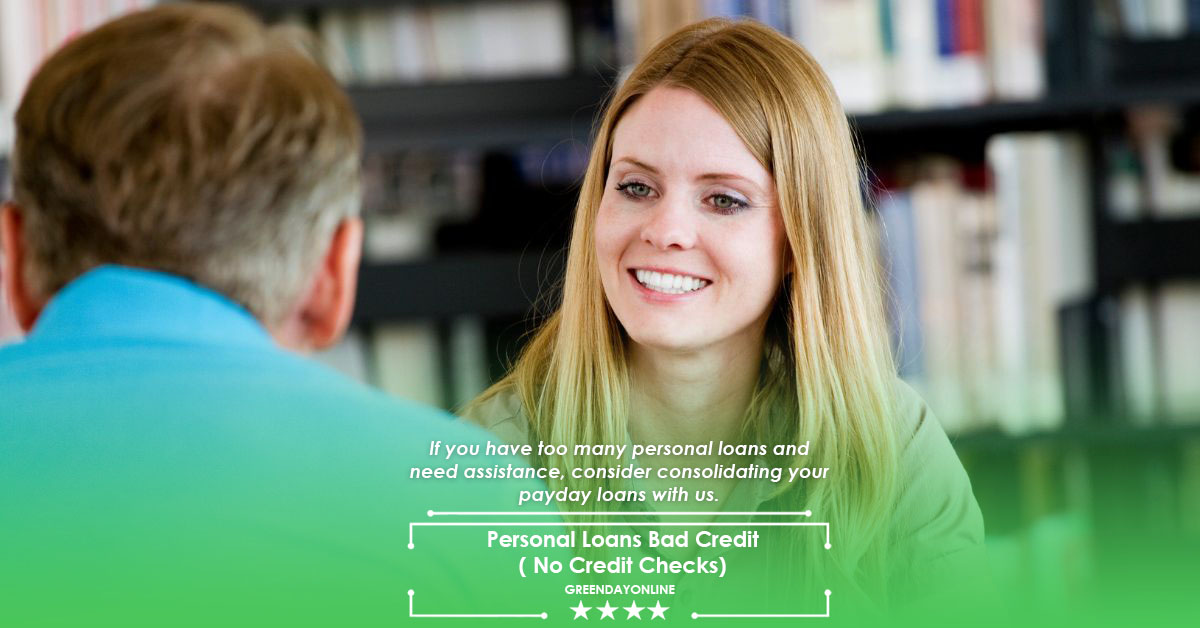 If you have too many personal loans and
need assistance, consider consolidating your
payday loans with us.
Personal Loans Bad Credit
( No Credit Checks)
GREENDAYONLINE